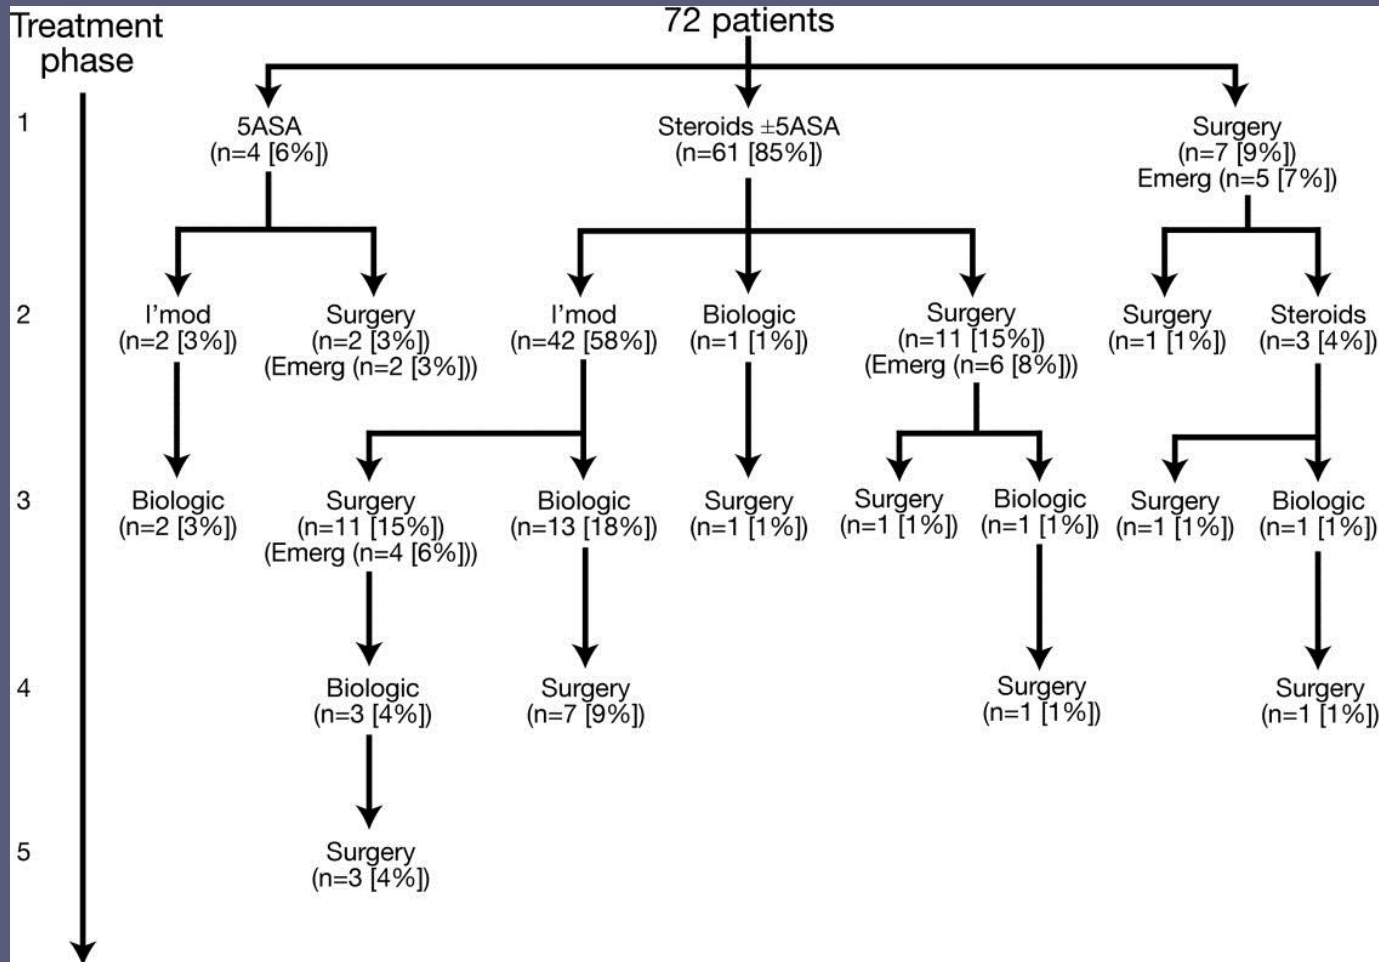 Treatment
phase
72 patients
1
5ASA
(n=4 [6%])
Steroids ±5ASA
(n=61 [85%])
Surgery
(n=7 [9%])
Emerg (n=5 [7%])
2
I'mod
(n=2 [3%])
Surgery
(n=2 [3%])
(Emerg (n=2 [3%]))
I'mod
(n=42 [58%])
Biologic
(n=1 [1%])
Surgery
(n=11 [15%])
(Emerg (n=6 [8%]))
Surgery
(n=1 [1%])
Steroids
(n=3 [4%])
3
Biologic
(n=2 [3%])
Surgery
(n=11 [15%])
(Emerg (n=4 [6%]))
Biologic
(n=13 [18%])
Surgery
(n=1 [1%])
Surgery
(n=1 [1%])
Biologic
(n=1 [1%])
Surgery
(n=1 [1%])
Biologic
(n=1 [1%])
4
Biologic
(n=3 [4%])
Surgery
(n=7 [9%])
Surgery
(n=1 [1%])
Surgery
(n=1 [1%])
5
Surgery
(n=3 [4%])